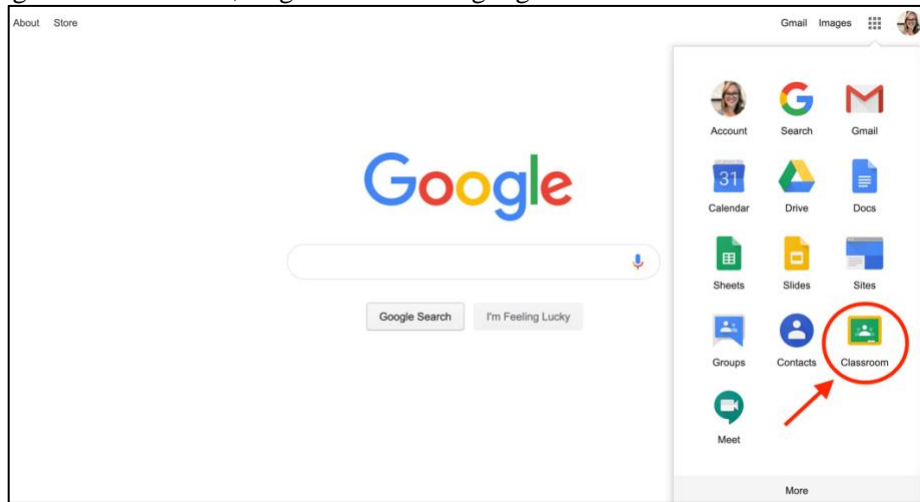 About Store Gmail Images
Account Search Gmail
Google
31
Calendar Drive Docs
Sheets Slides Sites
Google Search I'm Feeling Lucky
Groups Contacts Classroom
Meet
More